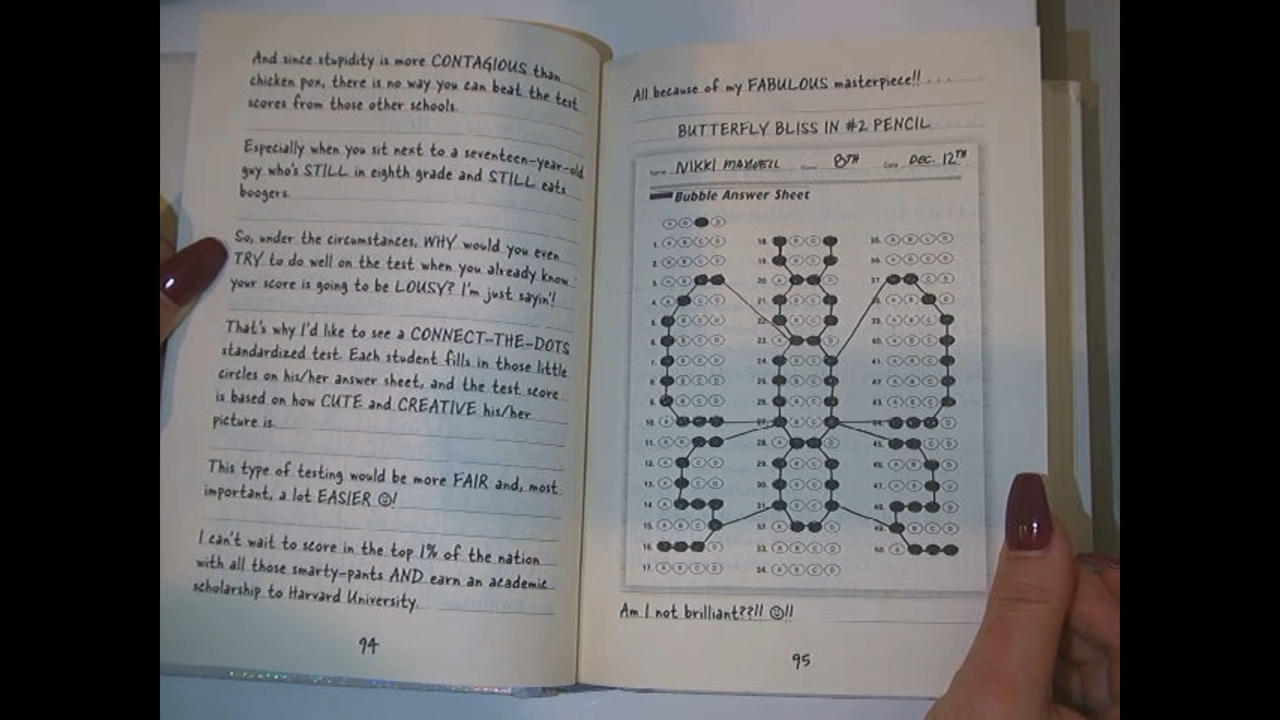 And since stupidity is more CONTAGIOUS than
chicken pox, there is no way you can beat the test
scores from those other schools.
Especially when you sit next to a seventeen-year-old
guy who's STILL in eighth grade and STILL eats
boogers.
So, under the circumstances, WHY would you even
TRY to do well on the test when you already know
your score is going to be LOUSY? I'm just sayin'!
That's why I'd like to see a CONNECT-THE-DOTS
standardized test. Each student fills in those little
circles on his/her answer sheet, and the test score
is based on how CUTE and CREATIVE his/her
picture is.
This type of testing would be more FAIR and, most
important, a lot EASIER ☺!
I can't wait to score in the top 1% of the nation
with all those smarty-pants AND earn an academic
scholarship to Harvard University.
94
All because of my FABULOUS masterpiece!! . . .
BUTTERFLY BLISS IN #2 PENCIL
Name NIKKI MAXWELL 8TH Date DEC. 12TH
Bubble Answer Sheet
Am I not brilliant??!! ☺!!
95